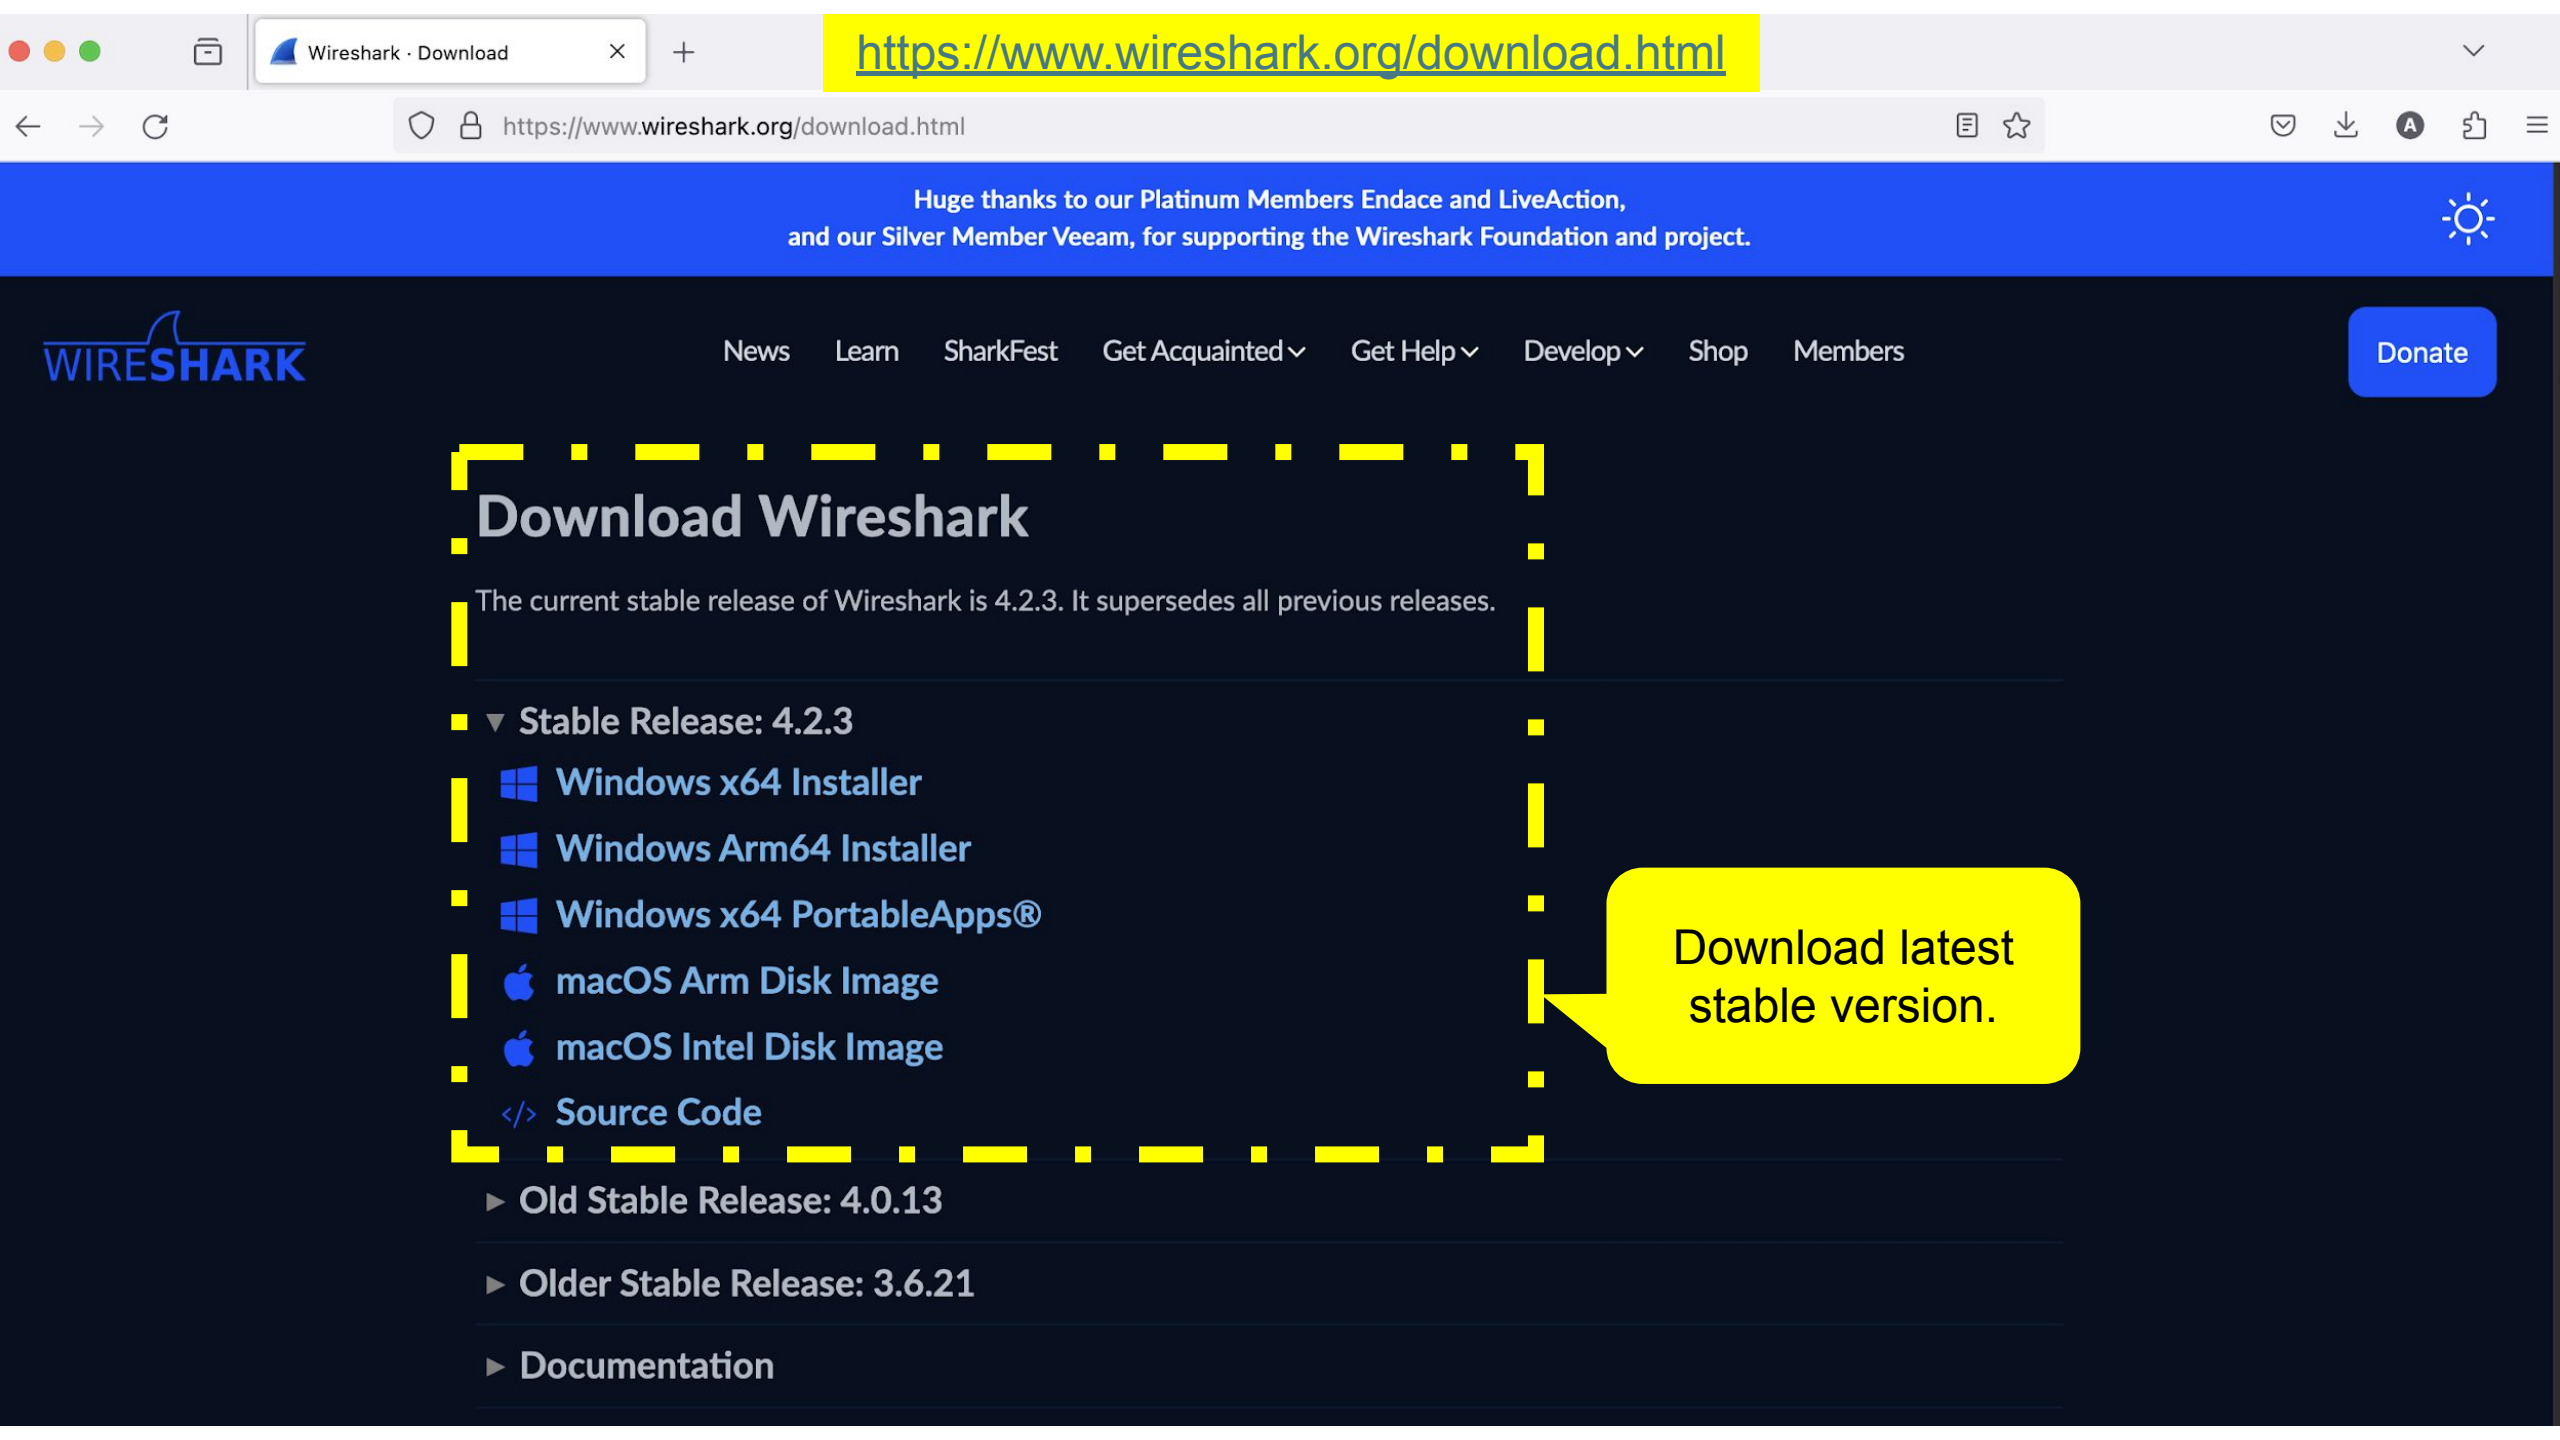 Wireshark · Download
https://www.wireshark.org/download.html
https://www.wireshark.org/download.html
A
Huge thanks to our Platinum Members Endace and LiveAction,
and our Silver Member Veeam, for supporting the Wireshark Foundation and project.
WIRESHARK
News Learn SharkFest Get Acquainted Get Help Develop Shop Members
Donate
Download Wireshark
The current stable release of Wireshark is 4.2.3. It supersedes all previous releases.
Stable Release: 4.2.3
Windows x64 Installer
Windows Arm64 Installer
Windows x64 PortableApps®
macOS Arm Disk Image
macOS Intel Disk Image
</> Source Code
Download latest
stable version.
Old Stable Release: 4.0.13
Older Stable Release: 3.6.21
Documentation